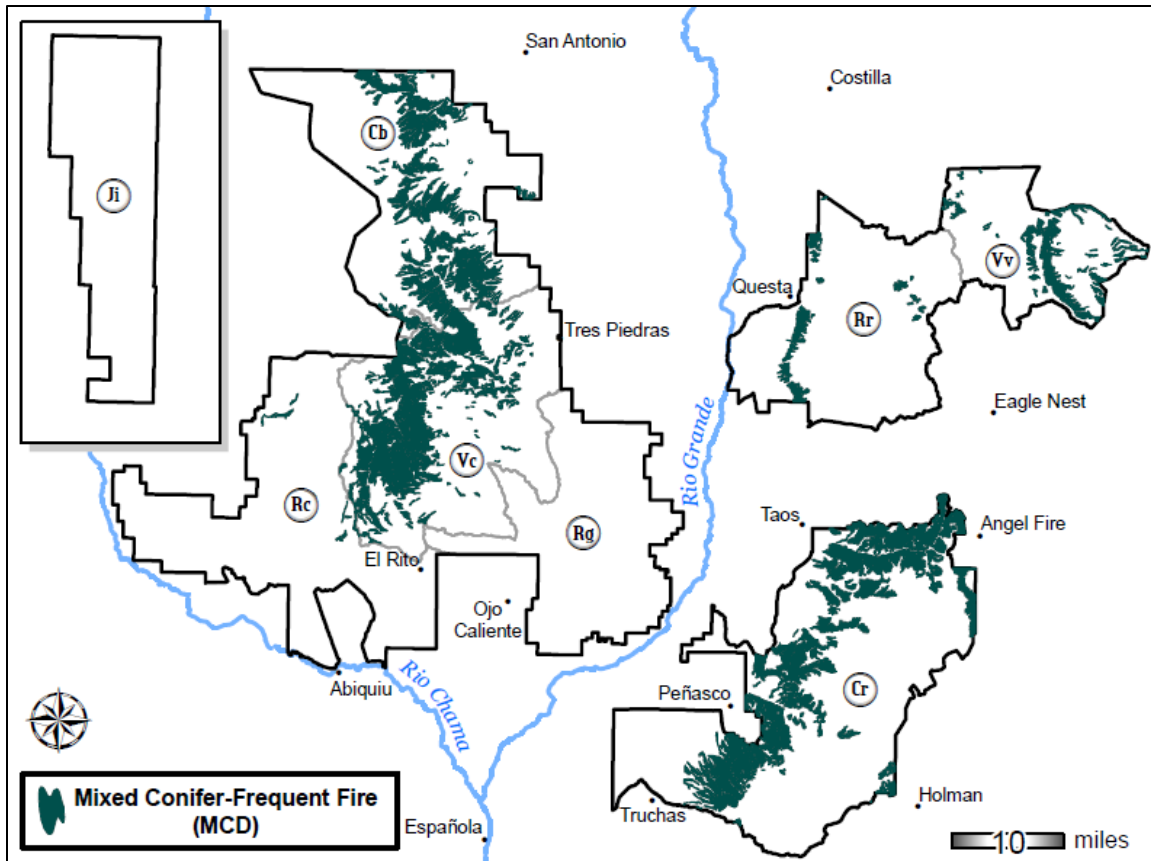 San Antonio
Costilla
Cb
Ji
Vv
Questa
Rr
Tres Piedras
Eagle Nest
Rio Grande
Vc
Rc
Taos
Angel Fire
Rg
El Rito
Ojo
Caliente
Abiquiu
Rio Chama
Peñasco
Cr
Mixed Conifer-Frequent Fire
(MCD)
Truchas
Holman
Española
10 miles